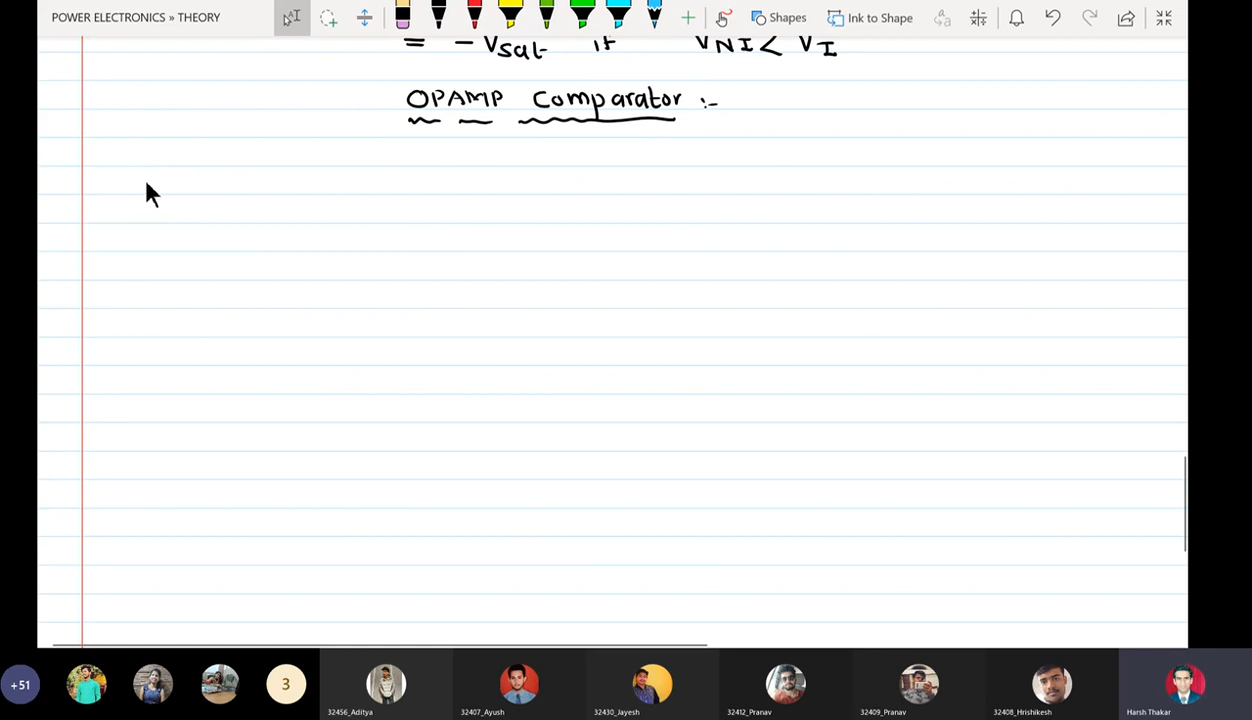 POWER ELECTRONICS » THEORY
Shapes
Ink to Shape
= - Vsat if VNI < VI
OPAMP Comparator :-
+51
3
32456_Aditya
32407_Ayush
32430_Jayesh
32412_Pranav
32409_Pranav
32408_Hrishikesh
Harsh Thakar